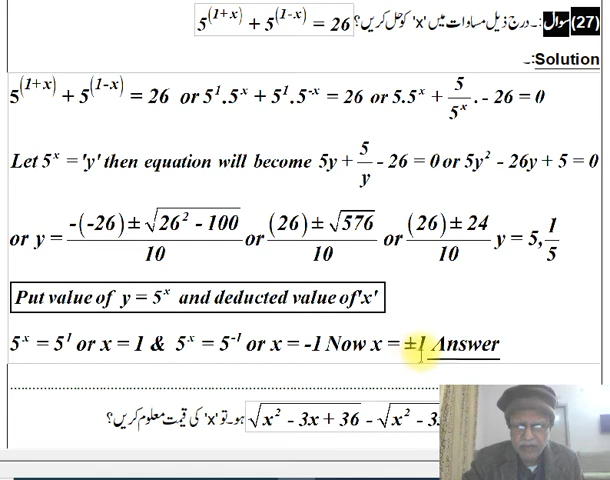 (27) سوال:۔ درج ذیل مساوات میں 'x' کو حل کریں؟ 5^(1+x) + 5^(1-x) = 26
Solution:-
5^(1+x) + 5^(1-x) = 26 or 5^1.5^x + 5^1.5^-x = 26 or 5.5^x + 5/5^x . - 26 = 0
Let 5^x = 'y' then equation will become 5y + 5/y - 26 = 0 or 5y^2 - 26y + 5 = 0
or y = (-(-26) ± √(26^2 - 100))/10 or ((26) ± √576)/10 or ((26) ± 24)/10 y = 5, 1/5
Put value of y = 5^x and deducted value of 'x'
5^x = 5^1 or x = 1 & 5^x = 5^-1 or x = -1 Now x = ±1 Answer
√(x^2 - 3x + 36) - √(x^2 - 3 ہو۔ تو 'x' کی قیمت معلوم کریں؟